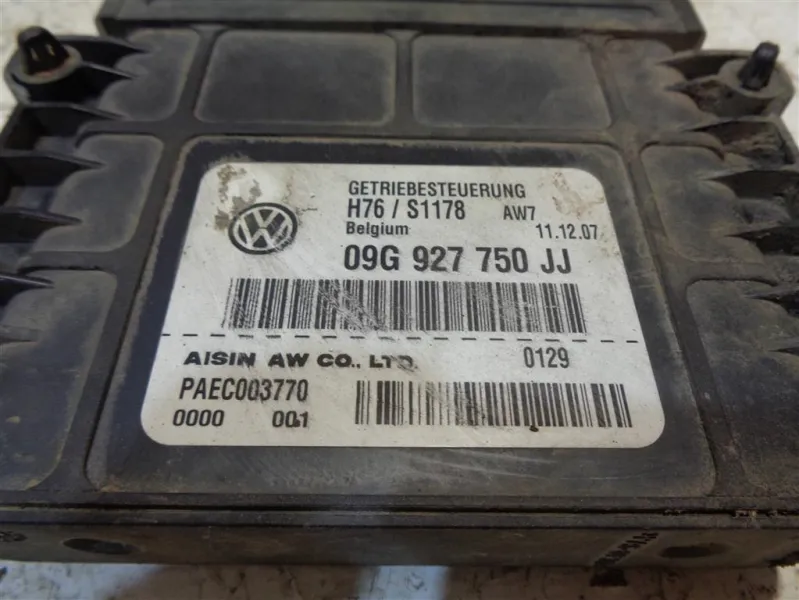 GETRIEBESTEUERUNG
H76 / S1178 AW7
Belgium 11.12.07
09G 927 750 JJ
AISIN AW CO., LTD. 0129
PAEC003770
0000 001